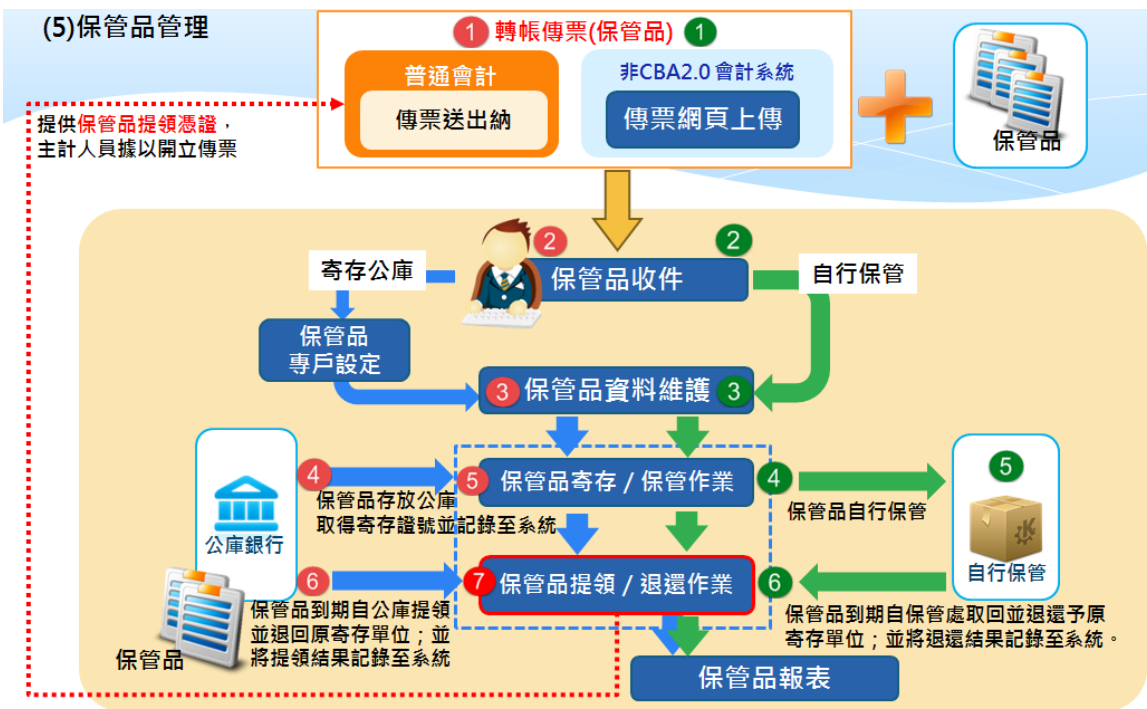 (5)保管品管理
1 轉帳傳票(保管品) 1
普通會計
傳票送出納
非CBA2.0 會計系統
傳票網頁上傳
保管品
提供保管品提領憑證，
主計人員據以開立傳票
寄存公庫
2 保管品收件 2
自行保管
保管品
專戶設定
3 保管品資料維護 3
公庫銀行
4
保管品存放公庫
取得寄存證號並記錄至系統
5 保管品寄存 / 保管作業 4
保管品自行保管
5
自行保管
6
保管品到期自公庫提領
並退回原寄存單位；並
將提領結果記錄至系統
保管品
7 保管品提領 / 退還作業 6
保管品到期自保管處取回並退還予原
寄存單位；並將退還結果記錄至系統。
保管品報表